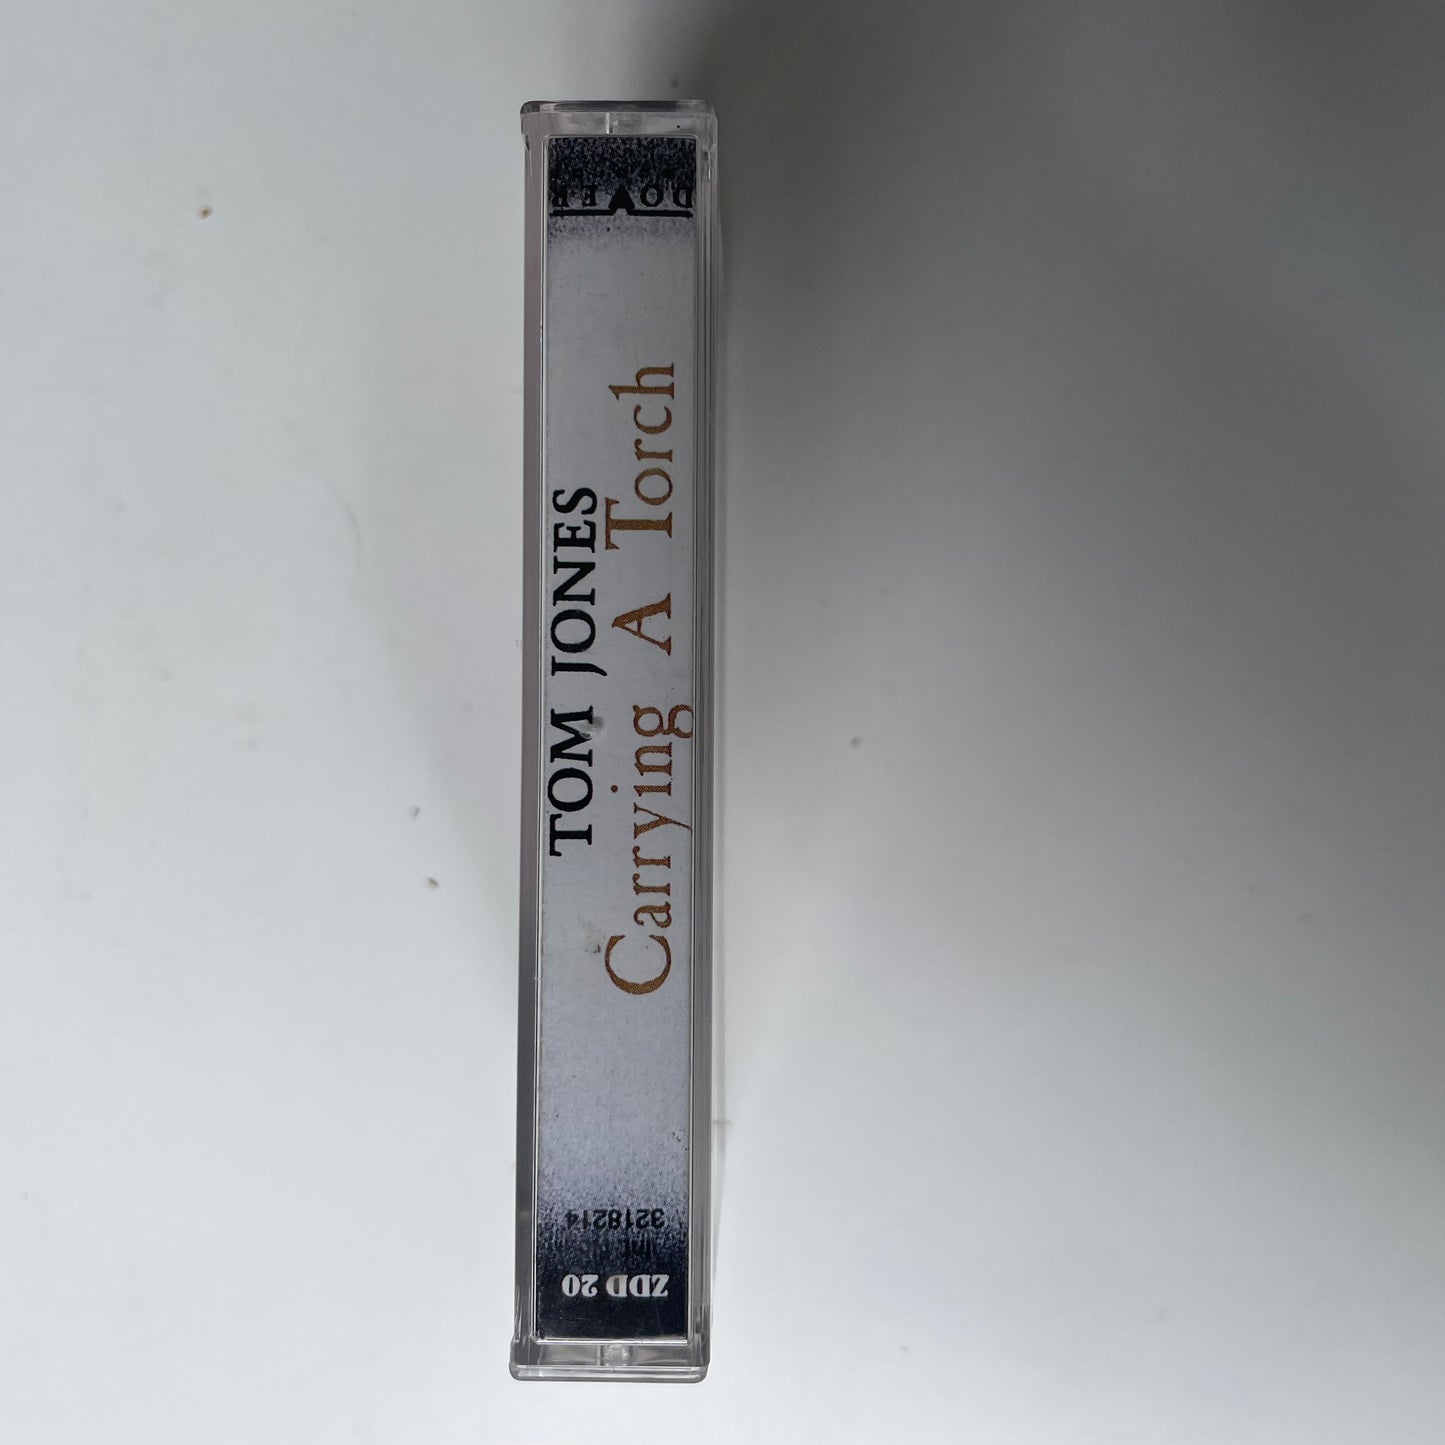 DOVER
TOM JONES
Carrying A Torch
3218214
ZDD 20